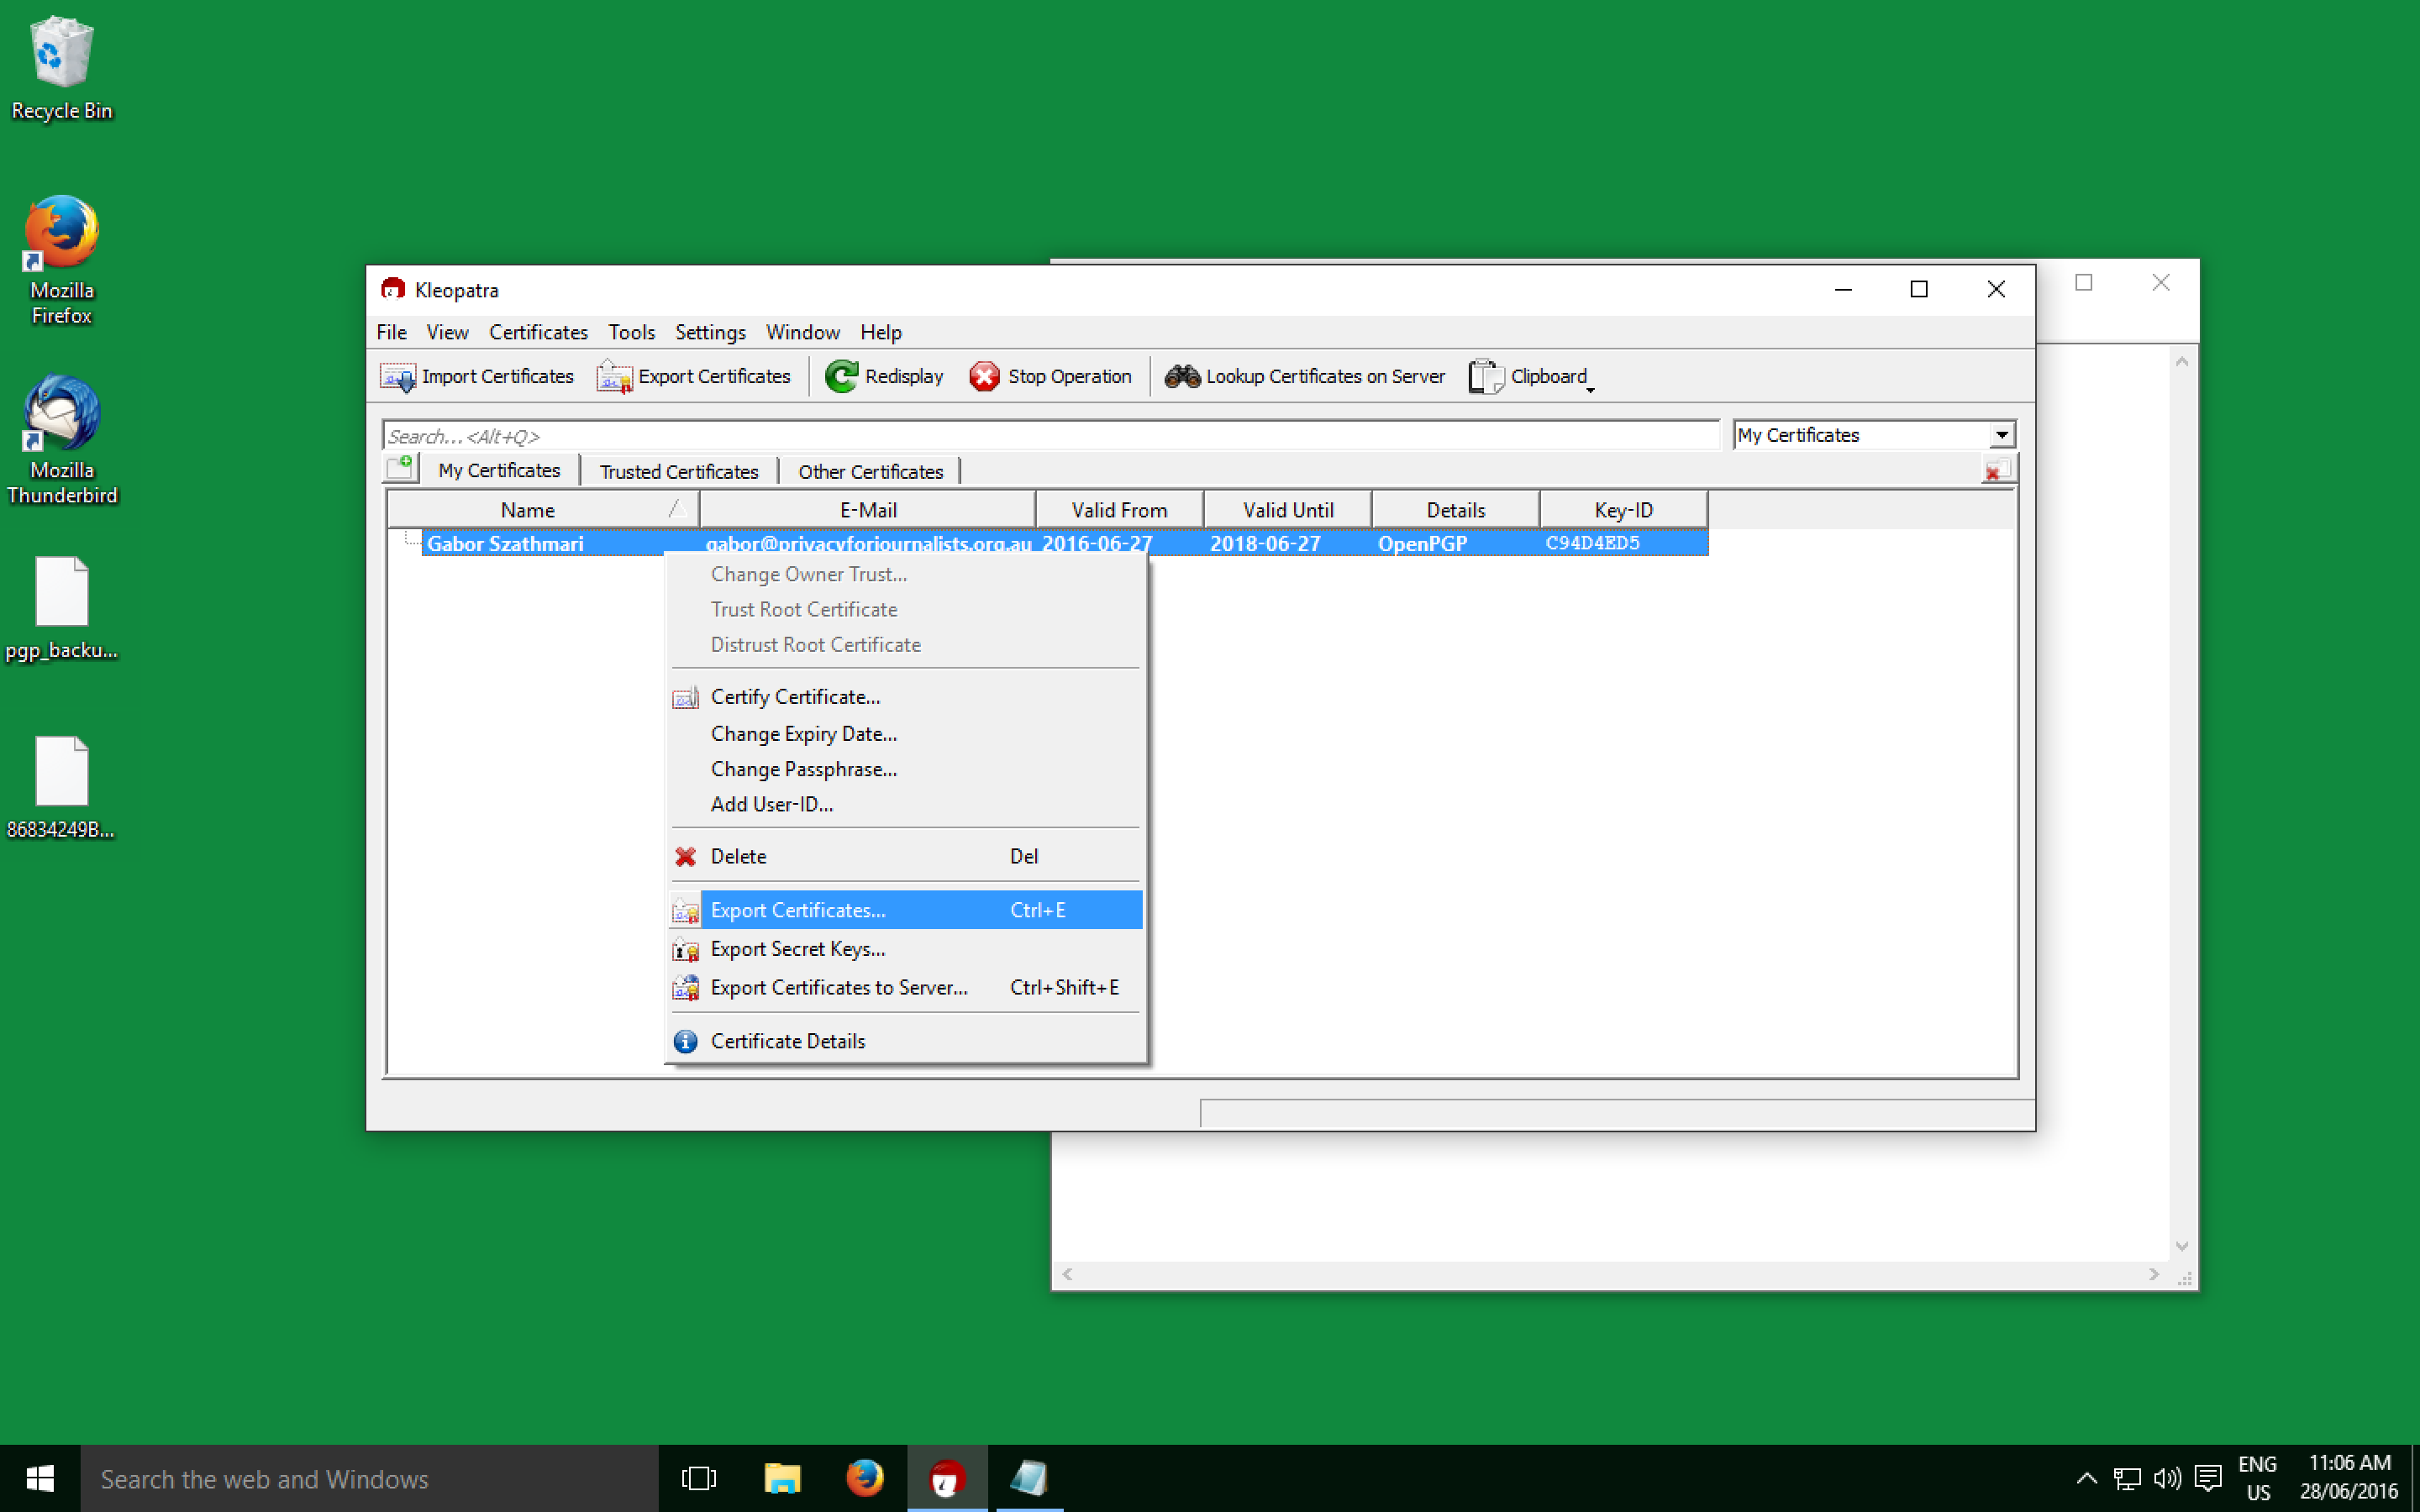 Recycle Bin
Mozilla
Firefox
Mozilla
Thunderbird
pgp_backu...
86834249B...
Kleopatra
File View Certificates Tools Settings Window Help
Import Certificates Export Certificates Redisplay Stop Operation Lookup Certificates on Server Clipboard
Search...<Alt+Q> My Certificates
My Certificates Trusted Certificates Other Certificates
Name E-Mail Valid From Valid Until Details Key-ID
Gabor Szathmari gabor@privacyforjournalists.org.au 2016-06-27 2018-06-27 OpenPGP C94D4ED5
Change Owner Trust...
Trust Root Certificate
Distrust Root Certificate
Certify Certificate...
Change Expiry Date...
Change Passphrase...
Add User-ID...
Delete Del
Export Certificates... Ctrl+E
Export Secret Keys...
Export Certificates to Server... Ctrl+Shift+E
Certificate Details
Search the web and Windows
ENG
US
11:06 AM
28/06/2016